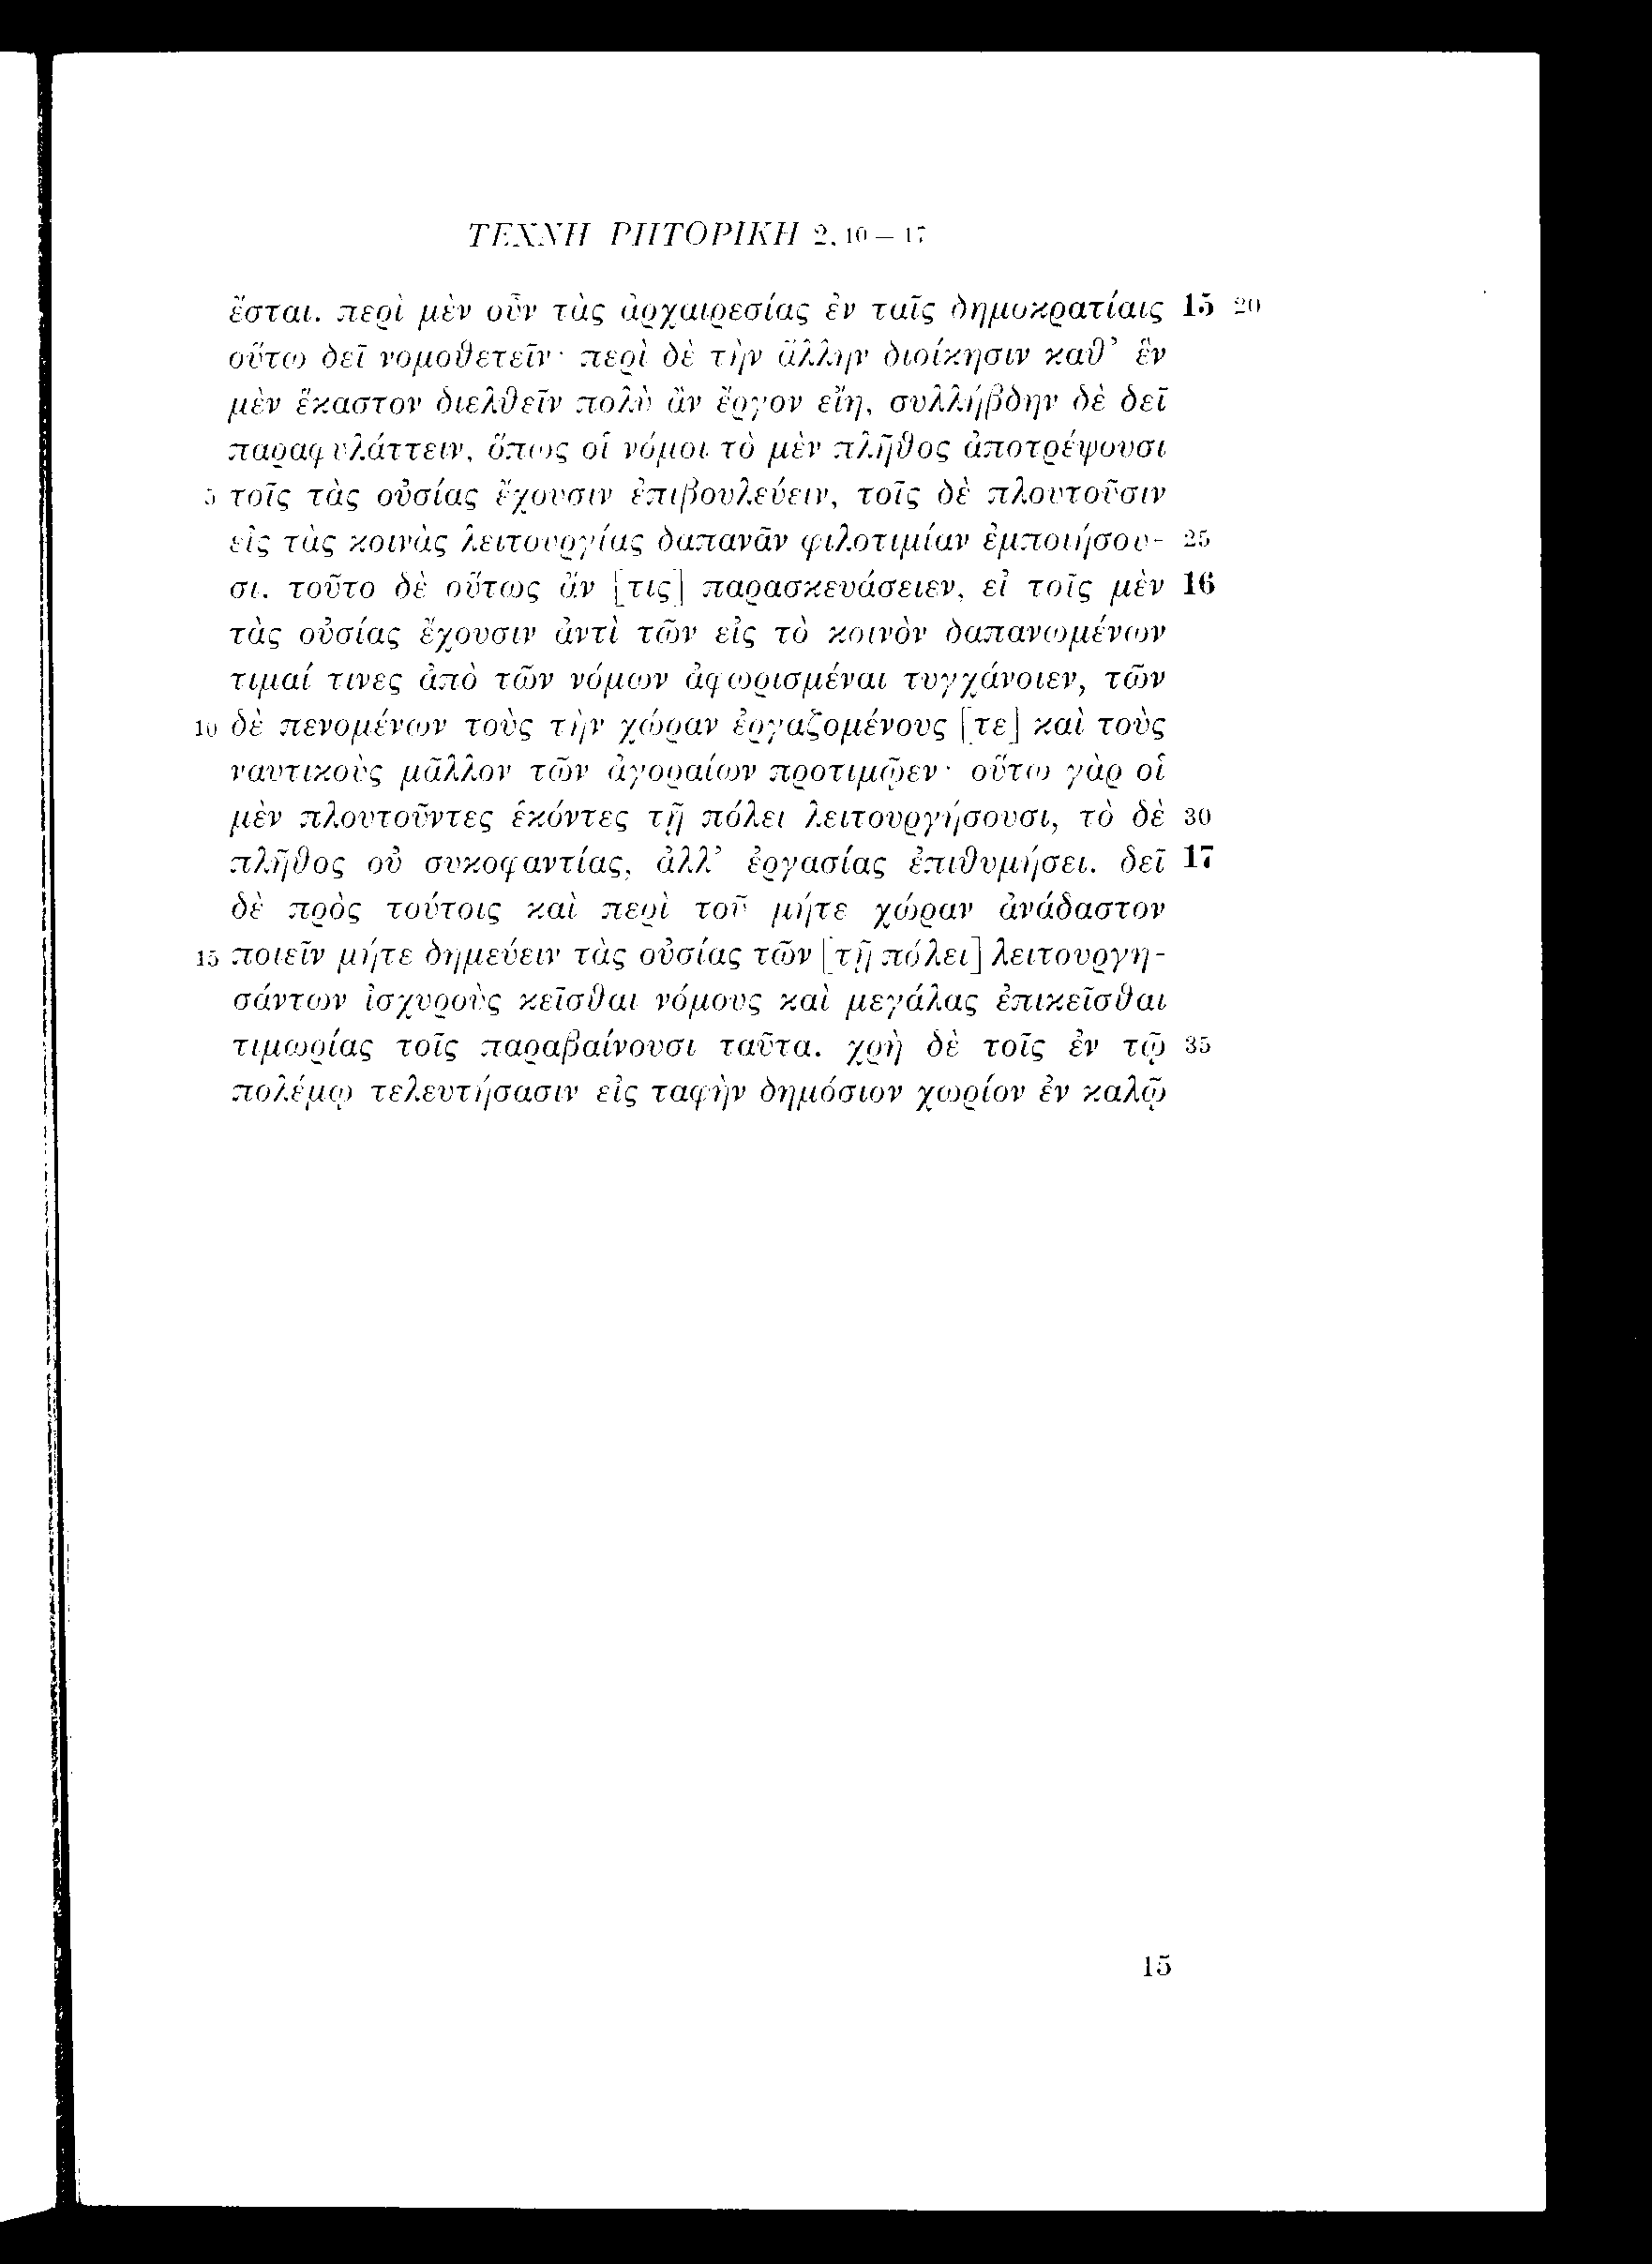 ΤΕΧΝΗ ΡΗΤΟΡΙΚΗ 2, 10 — 17
ἔσται. περὶ μὲν οὖν τὰς ἀρχαιρεσίας ἐν ταῖς δημοκρατίαις 15 20
οὕτω δεῖ νομοθετεῖν· περὶ δὲ τὴν ἄλλην διοίκησιν καθ’ ἓν
μὲν ἕκαστον διελθεῖν πολὺ ἂν ἔργον εἴη, συλλήβδην δὲ δεῖ
παραφυλάττειν, ὅπως οἱ νόμοι τὸ μὲν πλῆθος ἀποτρέψουσι
5 τοῖς τὰς οὐσίας ἔχουσιν ἐπιβουλεύειν, τοῖς δὲ πλουτοῦσιν
εἰς τὰς κοινὰς λειτουργίας δαπανᾶν φιλοτιμίαν ἐμποιήσου- 25
σι. τοῦτο δὲ οὕτως ἄν [τις] παρασκευάσειεν, εἰ τοῖς μὲν 16
τὰς οὐσίας ἔχουσιν ἀντὶ τῶν εἰς τὸ κοινὸν δαπανωμένων
τιμαί τινες ἀπὸ τῶν νόμων ἀφωρισμέναι τυγχάνοιεν, τῶν
10 δὲ πενομένων τοὺς τὴν χώραν ἐργαζομένους [τε] καὶ τοὺς
ναυτικοὺς μᾶλλον τῶν ἀγοραίων προτιμῷεν· οὕτω γὰρ οἱ
μὲν πλουτοῦντες ἑκόντες τῇ πόλει λειτουργήσουσι, τὸ δὲ 30
πλῆθος οὐ συκοφαντίας, ἀλλ’ ἐργασίας ἐπιθυμήσει. δεῖ 17
δὲ πρὸς τούτοις καὶ περὶ τοῦ μήτε χώραν ἀνάδαστον
15 ποιεῖν μήτε δημεύειν τὰς οὐσίας τῶν [τῇ πόλει] λειτουργη-
σάντων ἰσχυροὺς κεῖσθαι νόμους καὶ μεγάλας ἐπικεῖσθαι
τιμωρίας τοῖς παραβαίνουσι ταῦτα. χρὴ δὲ τοῖς ἐν τῷ 35
πολέμῳ τελευτήσασιν εἰς ταφὴν δημόσιον χωρίον ἐν καλῷ
15